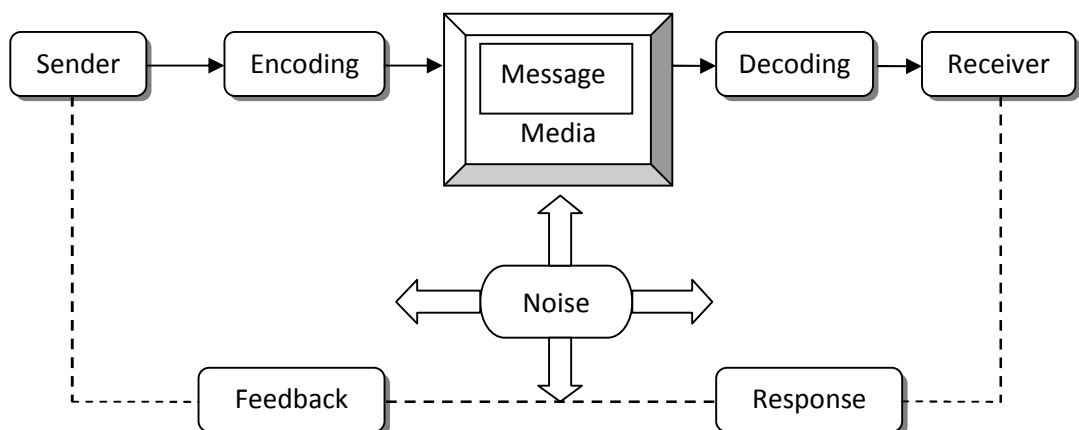 Sender
Encoding
Message
Media
Decoding
Receiver
Noise
Feedback
Response